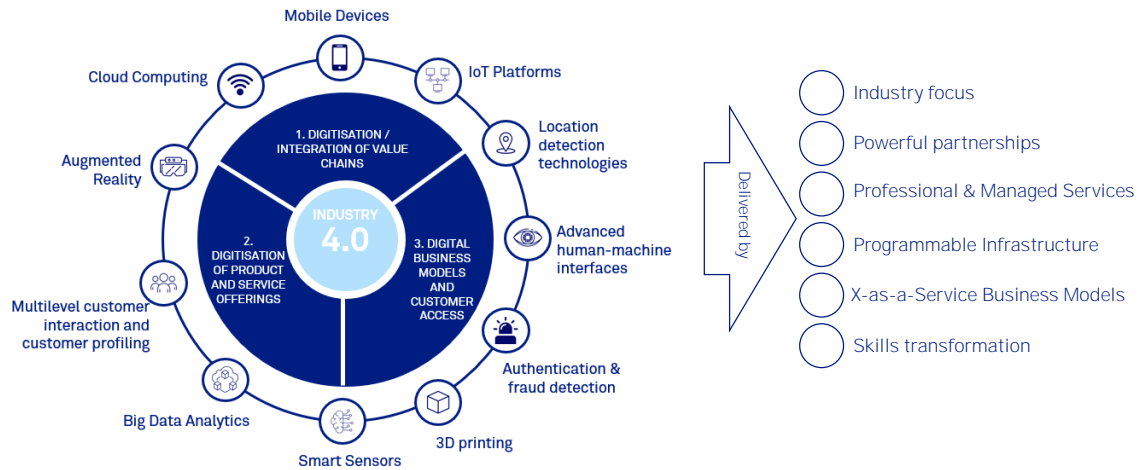 Mobile Devices
Cloud Computing
IoT Platforms
Location
detection
technologies
Augmented
Reality
1. DIGITISATION /
INTEGRATION OF VALUE
CHAINS
INDUSTRY
4.0
2.
DIGITISATION
OF PRODUCT
AND SERVICE
OFFERINGS
3. DIGITAL
BUSINESS
MODELS
AND
CUSTOMER
ACCESS
Advanced
human-machine
interfaces
Multilevel customer
interaction and
customer profiling
Authentication &
fraud detection
Big Data Analytics
3D printing
Smart Sensors
Delivered by
Industry focus
Powerful partnerships
Professional & Managed Services
Programmable Infrastructure
X-as-a-Service Business Models
Skills transformation